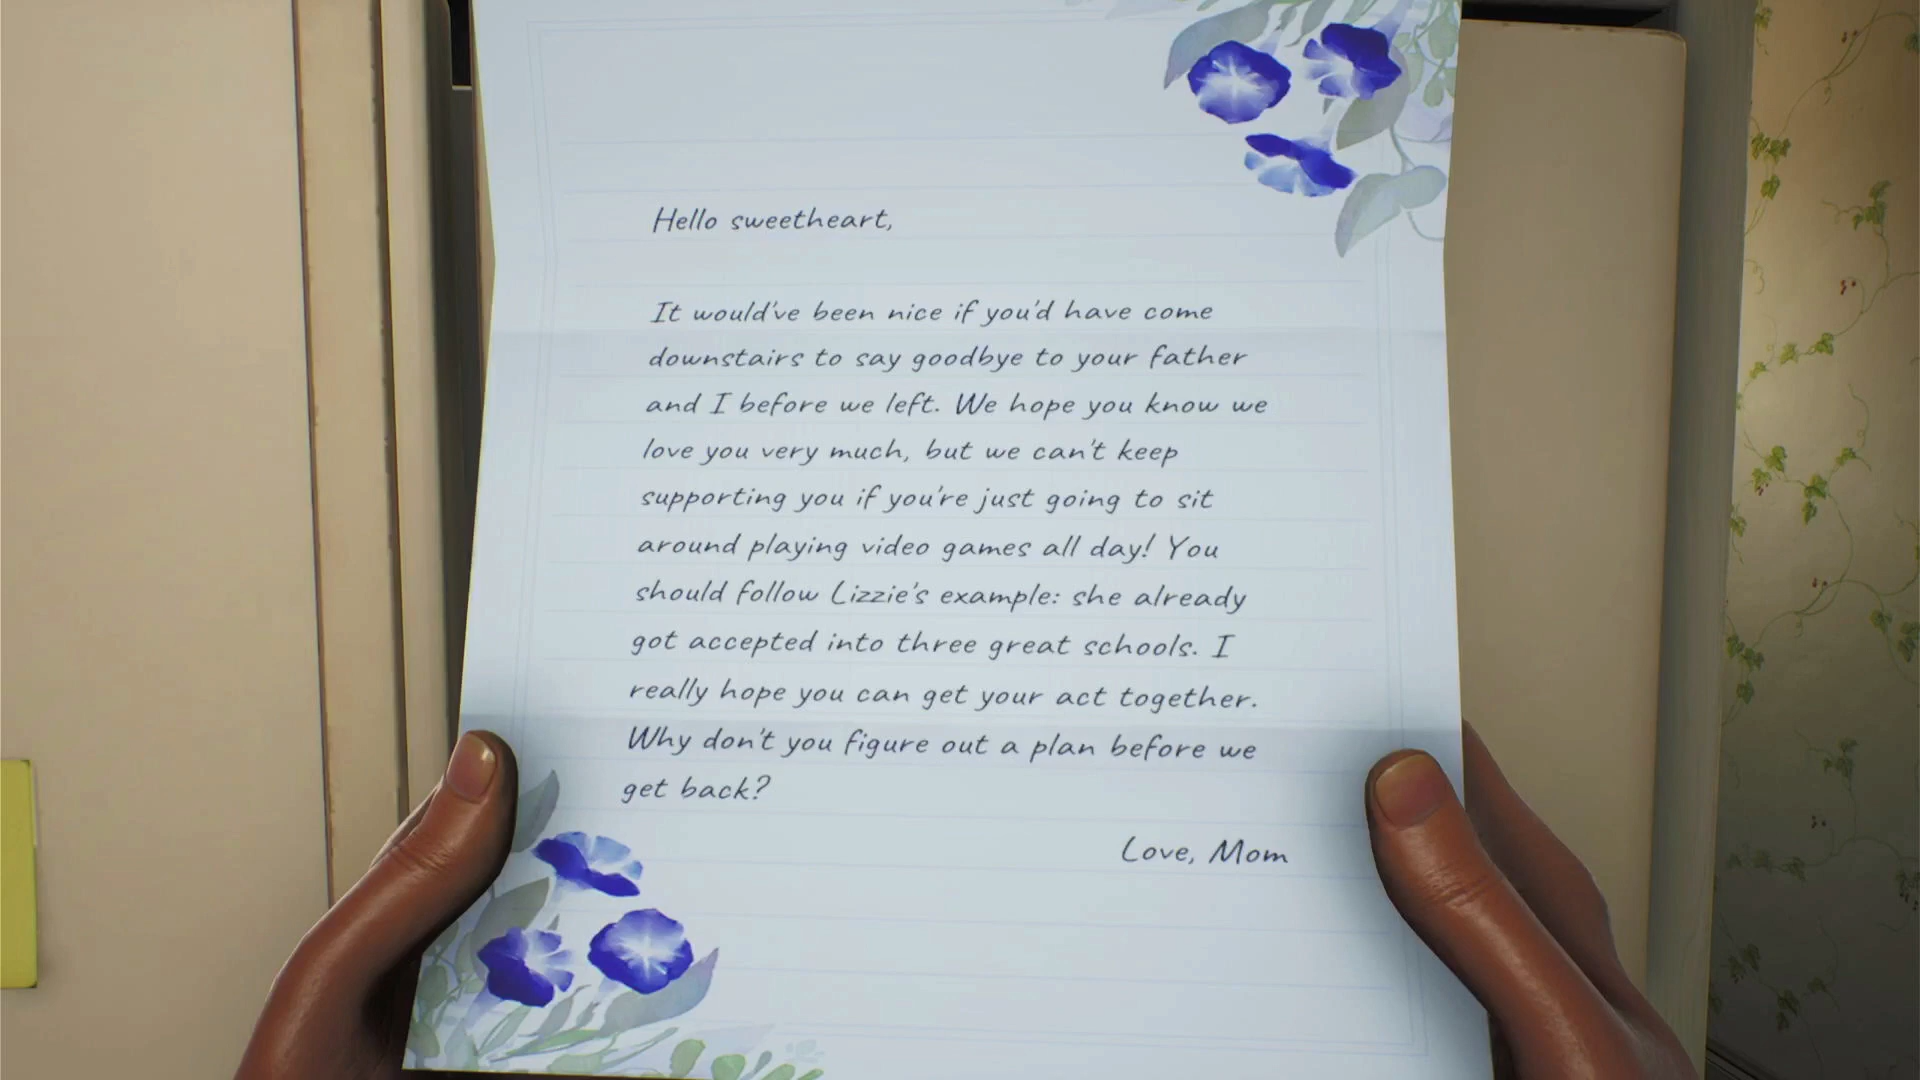 Hello sweetheart,
It would've been nice if you'd have come
downstairs to say goodbye to your father
and I before we left. We hope you know we
love you very much, but we can't keep
supporting you if you're just going to sit
around playing video games all day! You
should follow Lizzie's example: she already
got accepted into three great schools. I
really hope you can get your act together.
Why don't you figure out a plan before we
get back?
Love, Mom